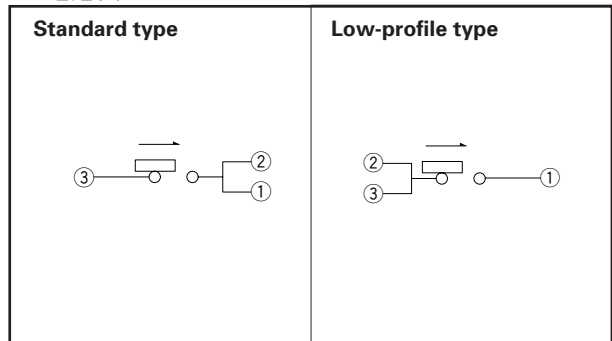 Standard type
Low-profile type
③ ② ①
② ③ ①